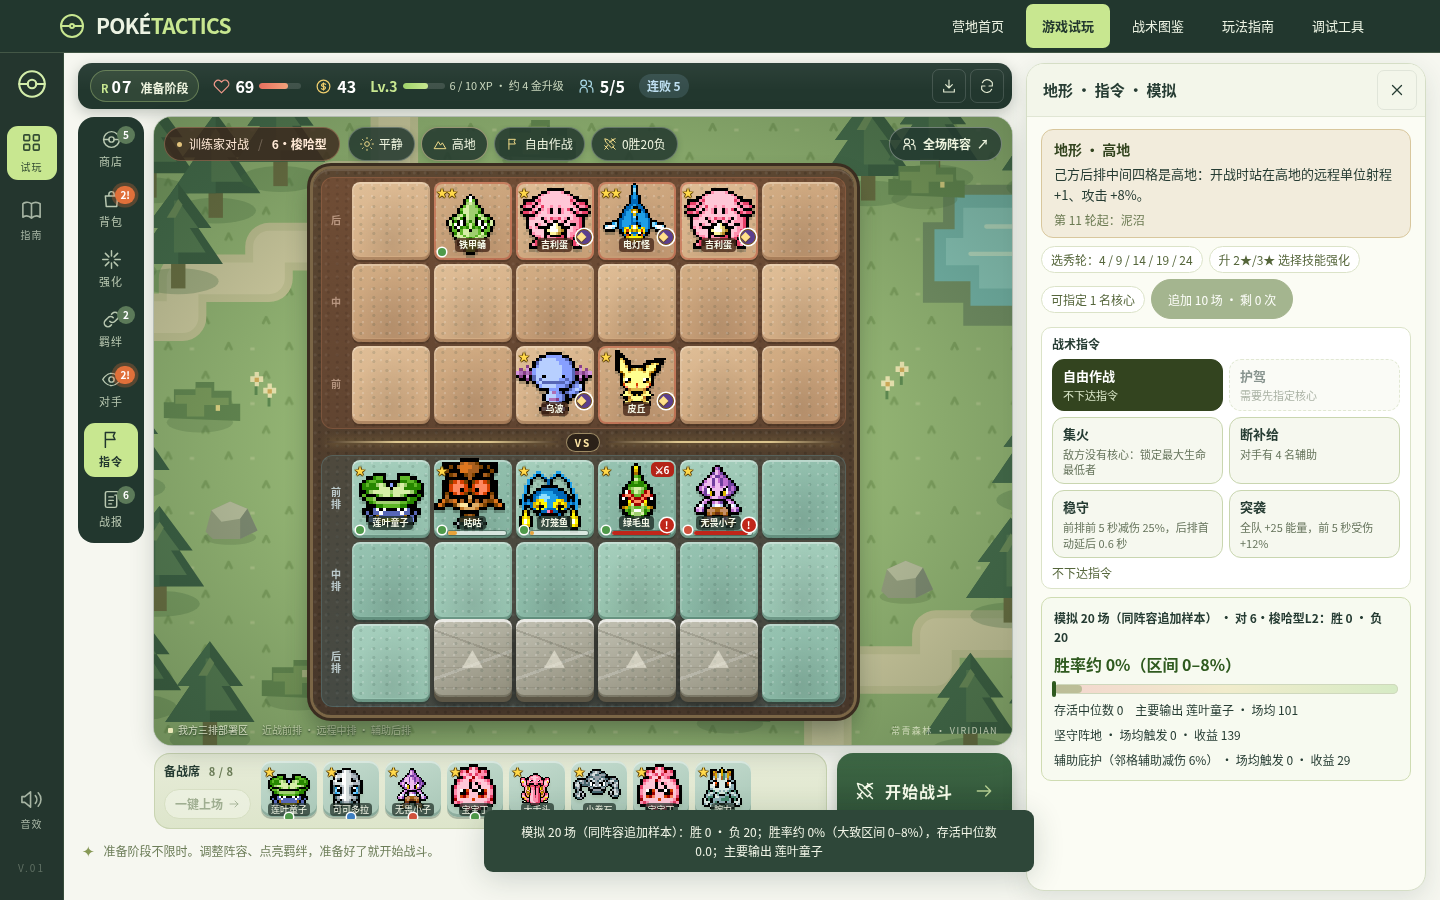 POKÉTACTICS
营地首页
游戏试玩
战术图鉴
玩法指南
调试工具
试玩
指南
音效
V.01
R 07 准备阶段
69
43
Lv.3
6 / 10 XP · 约 4 金升级
5/5
连败 5
5
商店
2!
背包
强化
2
羁绊
2!
对手
指令
6
战报
训练家对战 / 6·梭哈型
平静
高地
自由作战
0胜20负
全场阵容 ↗
后
铁甲蛹
吉利蛋
电灯怪
吉利蛋
中
前
乌波
皮丘
VS
前排
莲叶童子
咕咕
灯笼鱼
绿毛虫
6
无畏小子
!
!
中排
后排
我方三排部署区
近战前排 · 远程中排 · 辅助后排
常青森林 · VIRIDIAN
备战席 8 / 8
一键上场 →
莲叶童子
可可多拉
无畏小子
宝宝丁
开始战斗 →
准备阶段不限时。调整阵容、点亮羁绊，准备好了就开始战斗。
模拟 20 场（同阵容追加样本）：胜 0 · 负 20；胜率约 0%（大致区间 0–8%），存活中位数
0.0；主要输出 莲叶童子
地形 · 指令 · 模拟
地形 · 高地
己方后排中间四格是高地：开战时站在高地的远程单位射程
+1、攻击 +8%。
第 11 轮起：泥沼
选秀轮：4 / 9 / 14 / 19 / 24
升 2★/3★ 选择技能强化
可指定 1 名核心
追加 10 场 · 剩 0 次
战术指令
自由作战
不下达指令
护驾
需要先指定核心
集火
敌方没有核心：锁定最大生命
最低者
断补给
对手有 4 名辅助
稳守
前排前 5 秒减伤 25%，后排首
动延后 0.6 秒
突袭
全队 +25 能量，前 5 秒受伤
+12%
不下达指令
模拟 20 场（同阵容追加样本） · 对 6·梭哈型L2：胜 0 · 负
20
胜率约 0%（区间 0–8%）
存活中位数 0 主要输出 莲叶童子 · 场均 101
坚守阵地 · 场均触发 0 · 收益 139
辅助庇护（邻格辅助减伤 6%） · 场均触发 0 · 收益 29